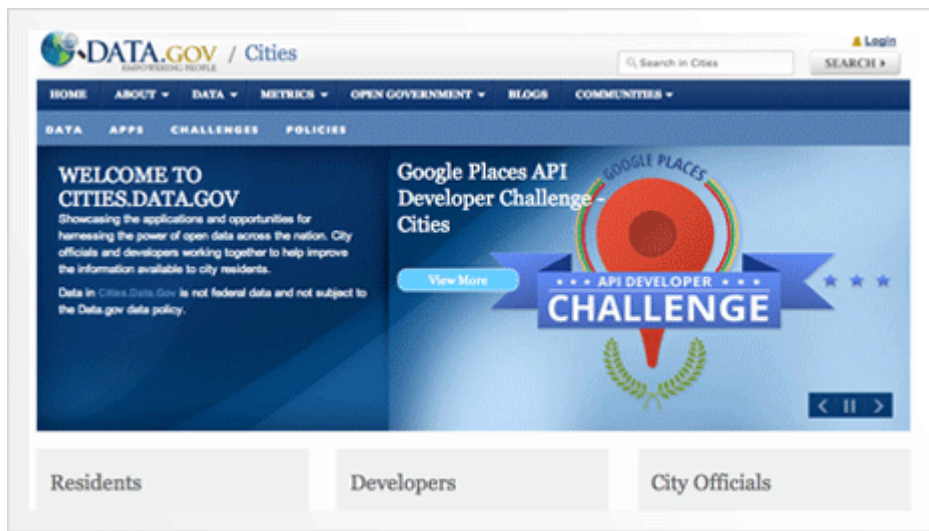 DATA.GOV / Cities
EMPOWERING PEOPLE
Login
Search in Cities
SEARCH
HOME ABOUT DATA METRICS OPEN GOVERNMENT BLOGS COMMUNITIES
DATA APPS CHALLENGES POLICIES
WELCOME TO
CITIES.DATA.GOV
Showcasing the applications and opportunities for
harnessing the power of open data across the nation. City
officials and developers working together to help improve
the information available to city residents.
Data in Cities.Data.Gov is not federal data and not subject to
the Data.gov data policy.
Google Places API
Developer Challenge -
Cities
View More
GOOGLE PLACES
API DEVELOPER
CHALLENGE
Residents
Developers
City Officials